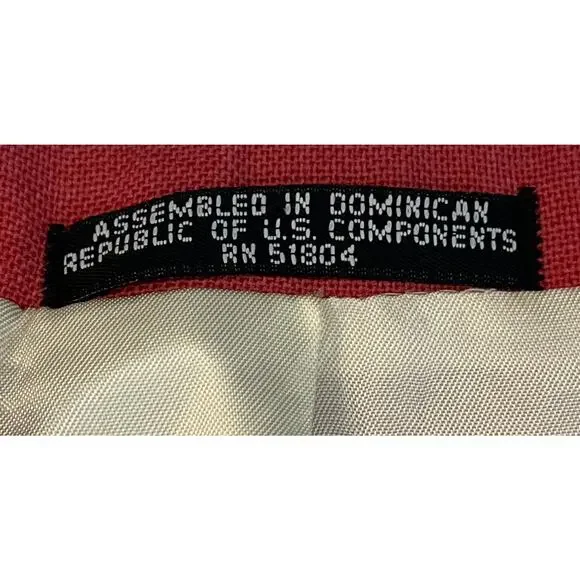 ASSEMBLED IN DOMINICAN
REPUBLIC OF U.S. COMPONENTS
RN 51804